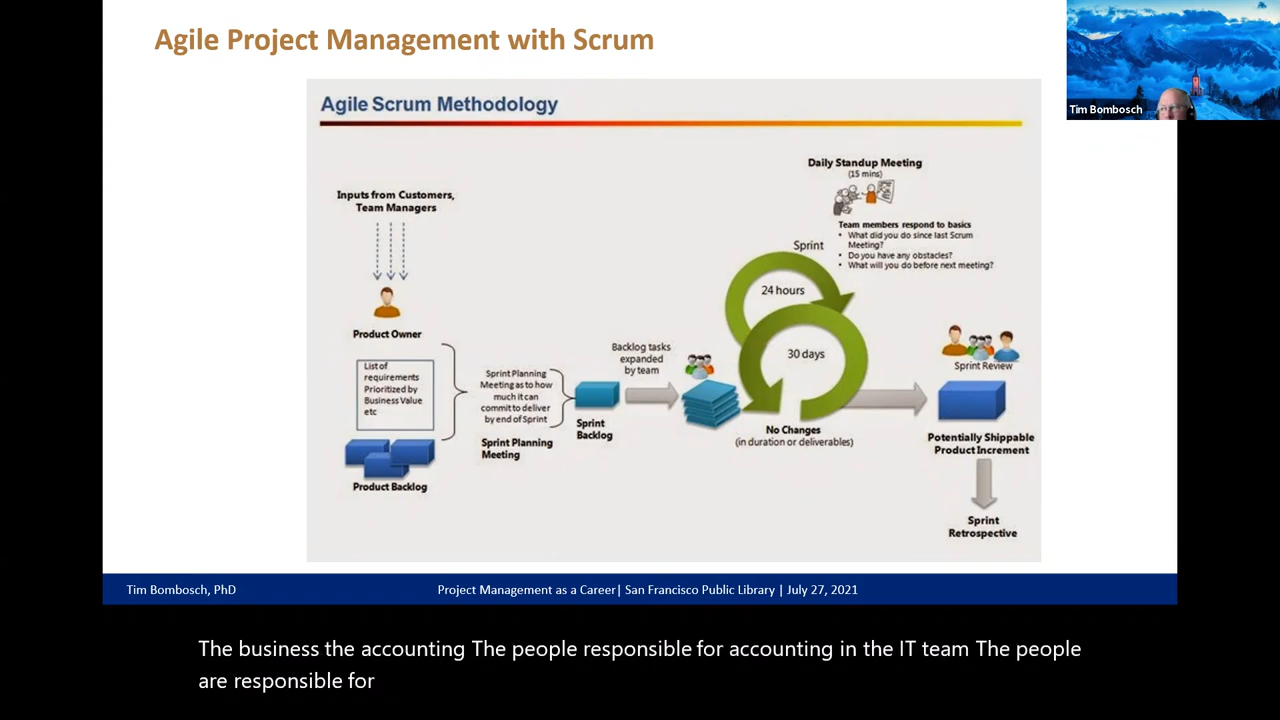 Agile Project Management with Scrum
Tim Bombosch
Agile Scrum Methodology
Daily Standup Meeting
(15 mins)
Inputs from Customers,
Team Managers
Team members respond to basics
• What did you do since last Scrum
Meeting?
• Do you have any obstacles?
• What will you do before next meeting?
Sprint
24 hours
Product Owner
List of
requirements
Prioritized by
Business Value
etc
Product Backlog
Sprint Planning
Meeting as to how
much it can
commit to deliver
by end of Sprint
Sprint Planning
Meeting
Sprint
Backlog
Backlog tasks
expanded
by team
30 days
No Changes
(in duration or deliverables)
Sprint Review
Potentially Shippable
Product Increment
Sprint
Retrospective
Tim Bombosch, PhD
Project Management as a Career| San Francisco Public Library | July 27, 2021
The business the accounting The people responsible for accounting in the IT team The people
are responsible for